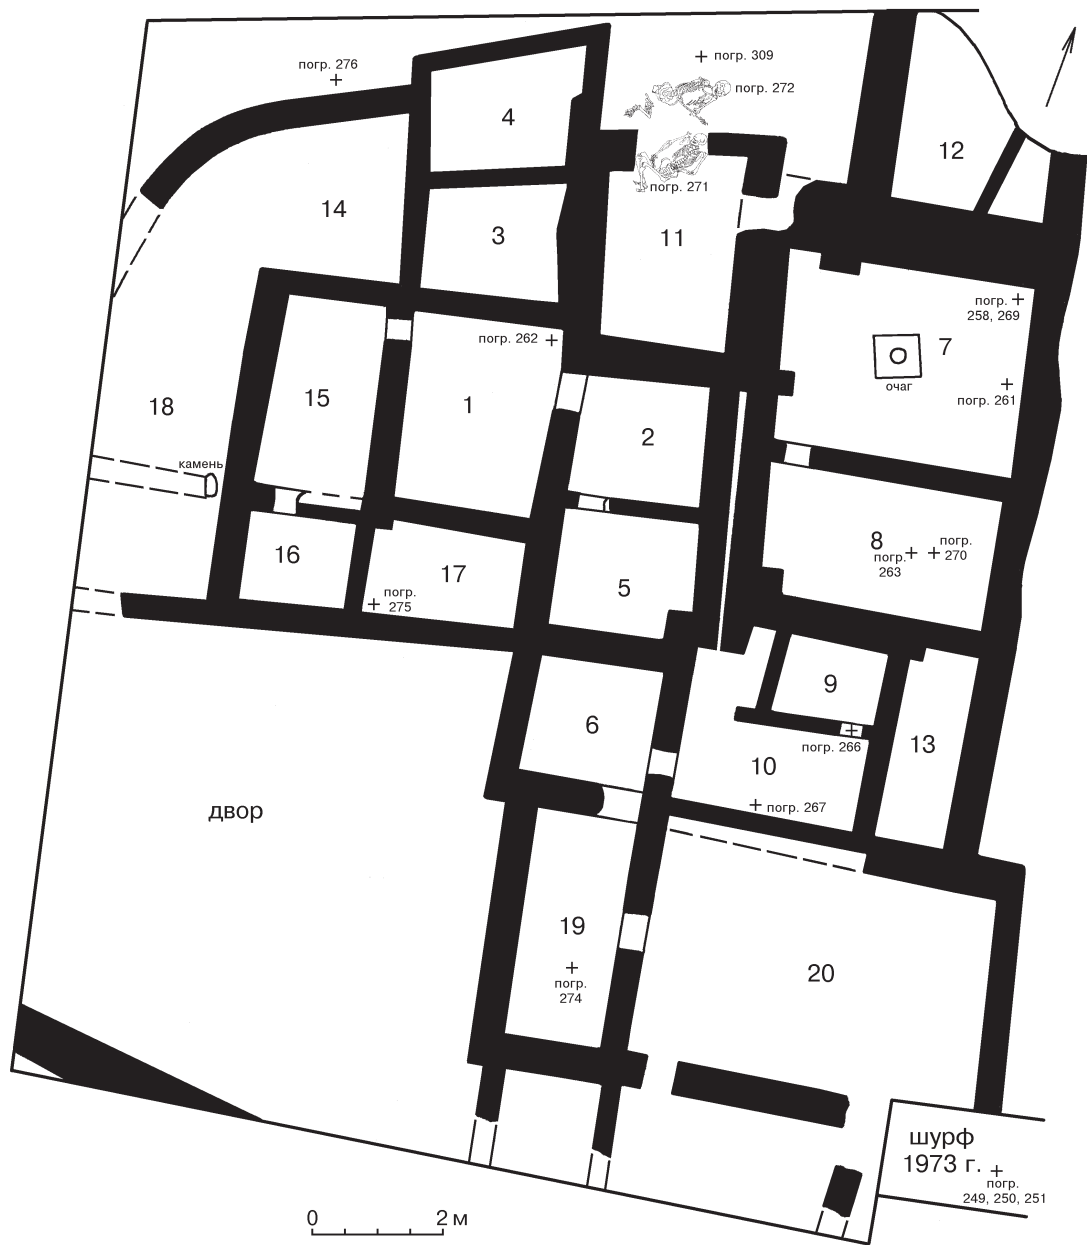 погр. 309
погр. 276
погр. 272
4
12
погр. 271
14
3
11
погр.
258, 269
погр. 262
7
очаг
погр. 261
15
1
18
2
камень
8
погр.
263
погр.
270
16
17
5
погр.
275
9
6
13
погр. 266
10
двор
погр. 267
19
20
погр.
274
шурф
1973 г.
погр.
249, 250, 251
0
2 м